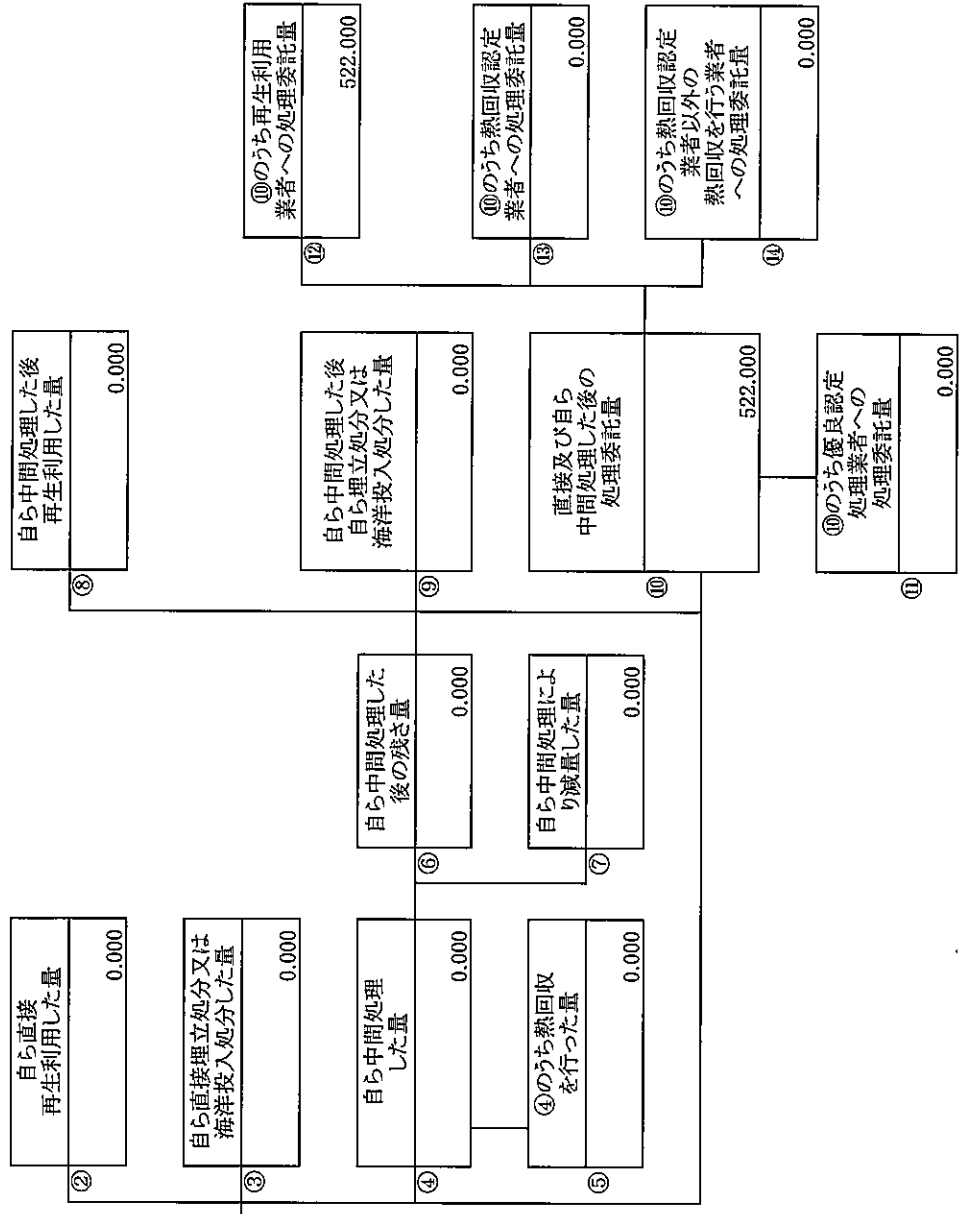 ②
自ら直接
再生利用した量
0.000
③
自ら直接埋立処分又は
海洋投入処分した量
0.000
④
自ら中間処理
した量
0.000
⑤
④のうち熱回収
を行った量
0.000
⑥
自ら中間処理した
後の残さ量
0.000
⑦
自ら中間処理によ
り減量した量
0.000
⑧
自ら中間処理した後
再生利用した量
0.000
⑨
自ら中間処理した後
自ら埋立処分又は
海洋投入処分した量
0.000
⑩
直接及び自ら
中間処理した後の
処理委託量
522.000
⑪
⑩のうち優良認定
処理業者への
処理委託量
0.000
⑫
⑩のうち再生利用
業者への処理委託量
522.000
⑬
⑩のうち熱回収認定
業者への処理委託量
0.000
⑭
⑩のうち熱回収認定
業者以外の
熱回収を行う業者
への処理委託量
0.000